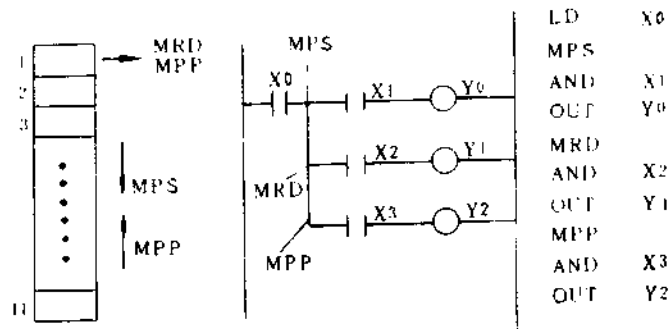 1
2
3
11
MRD
MPP
MPS
MPP
MPS
X0
X1 Y0
X2 Y1
MRD
X3 Y2
MPP
LD X0
MPS
AND X1
OUT Y0
MRD
AND X2
OUT Y1
MPP
AND X3
OUT Y2